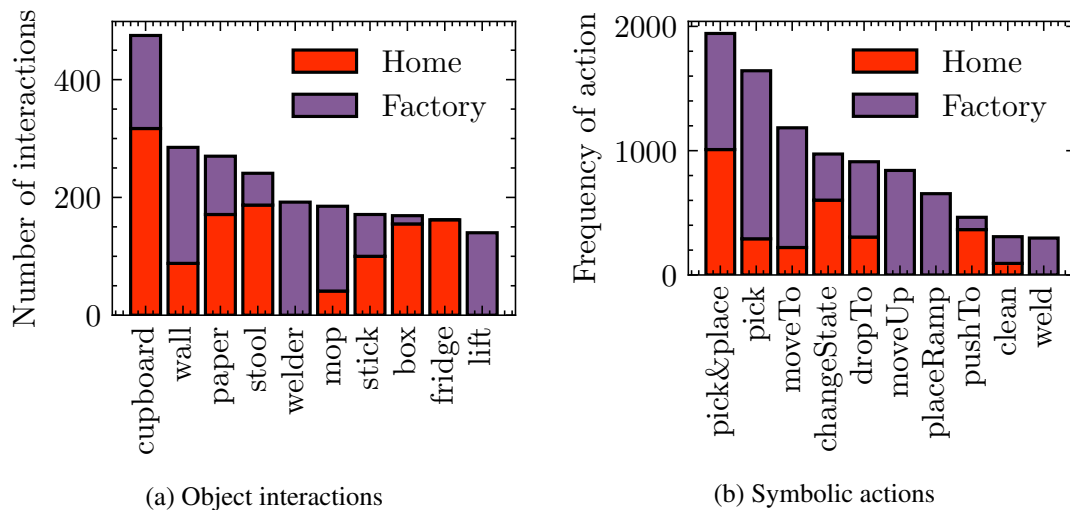 Number of interactions
400
200
0
Home
Factory
cupboard
wall
paper
stool
welder
mop
stick
box
fridge
lift
(a) Object interactions
Frequency of action
2000
1000
0
Home
Factory
pick&place
pick
moveTo
changeState
dropTo
moveUp
placeRamp
pushTo
clean
weld
(b) Symbolic actions